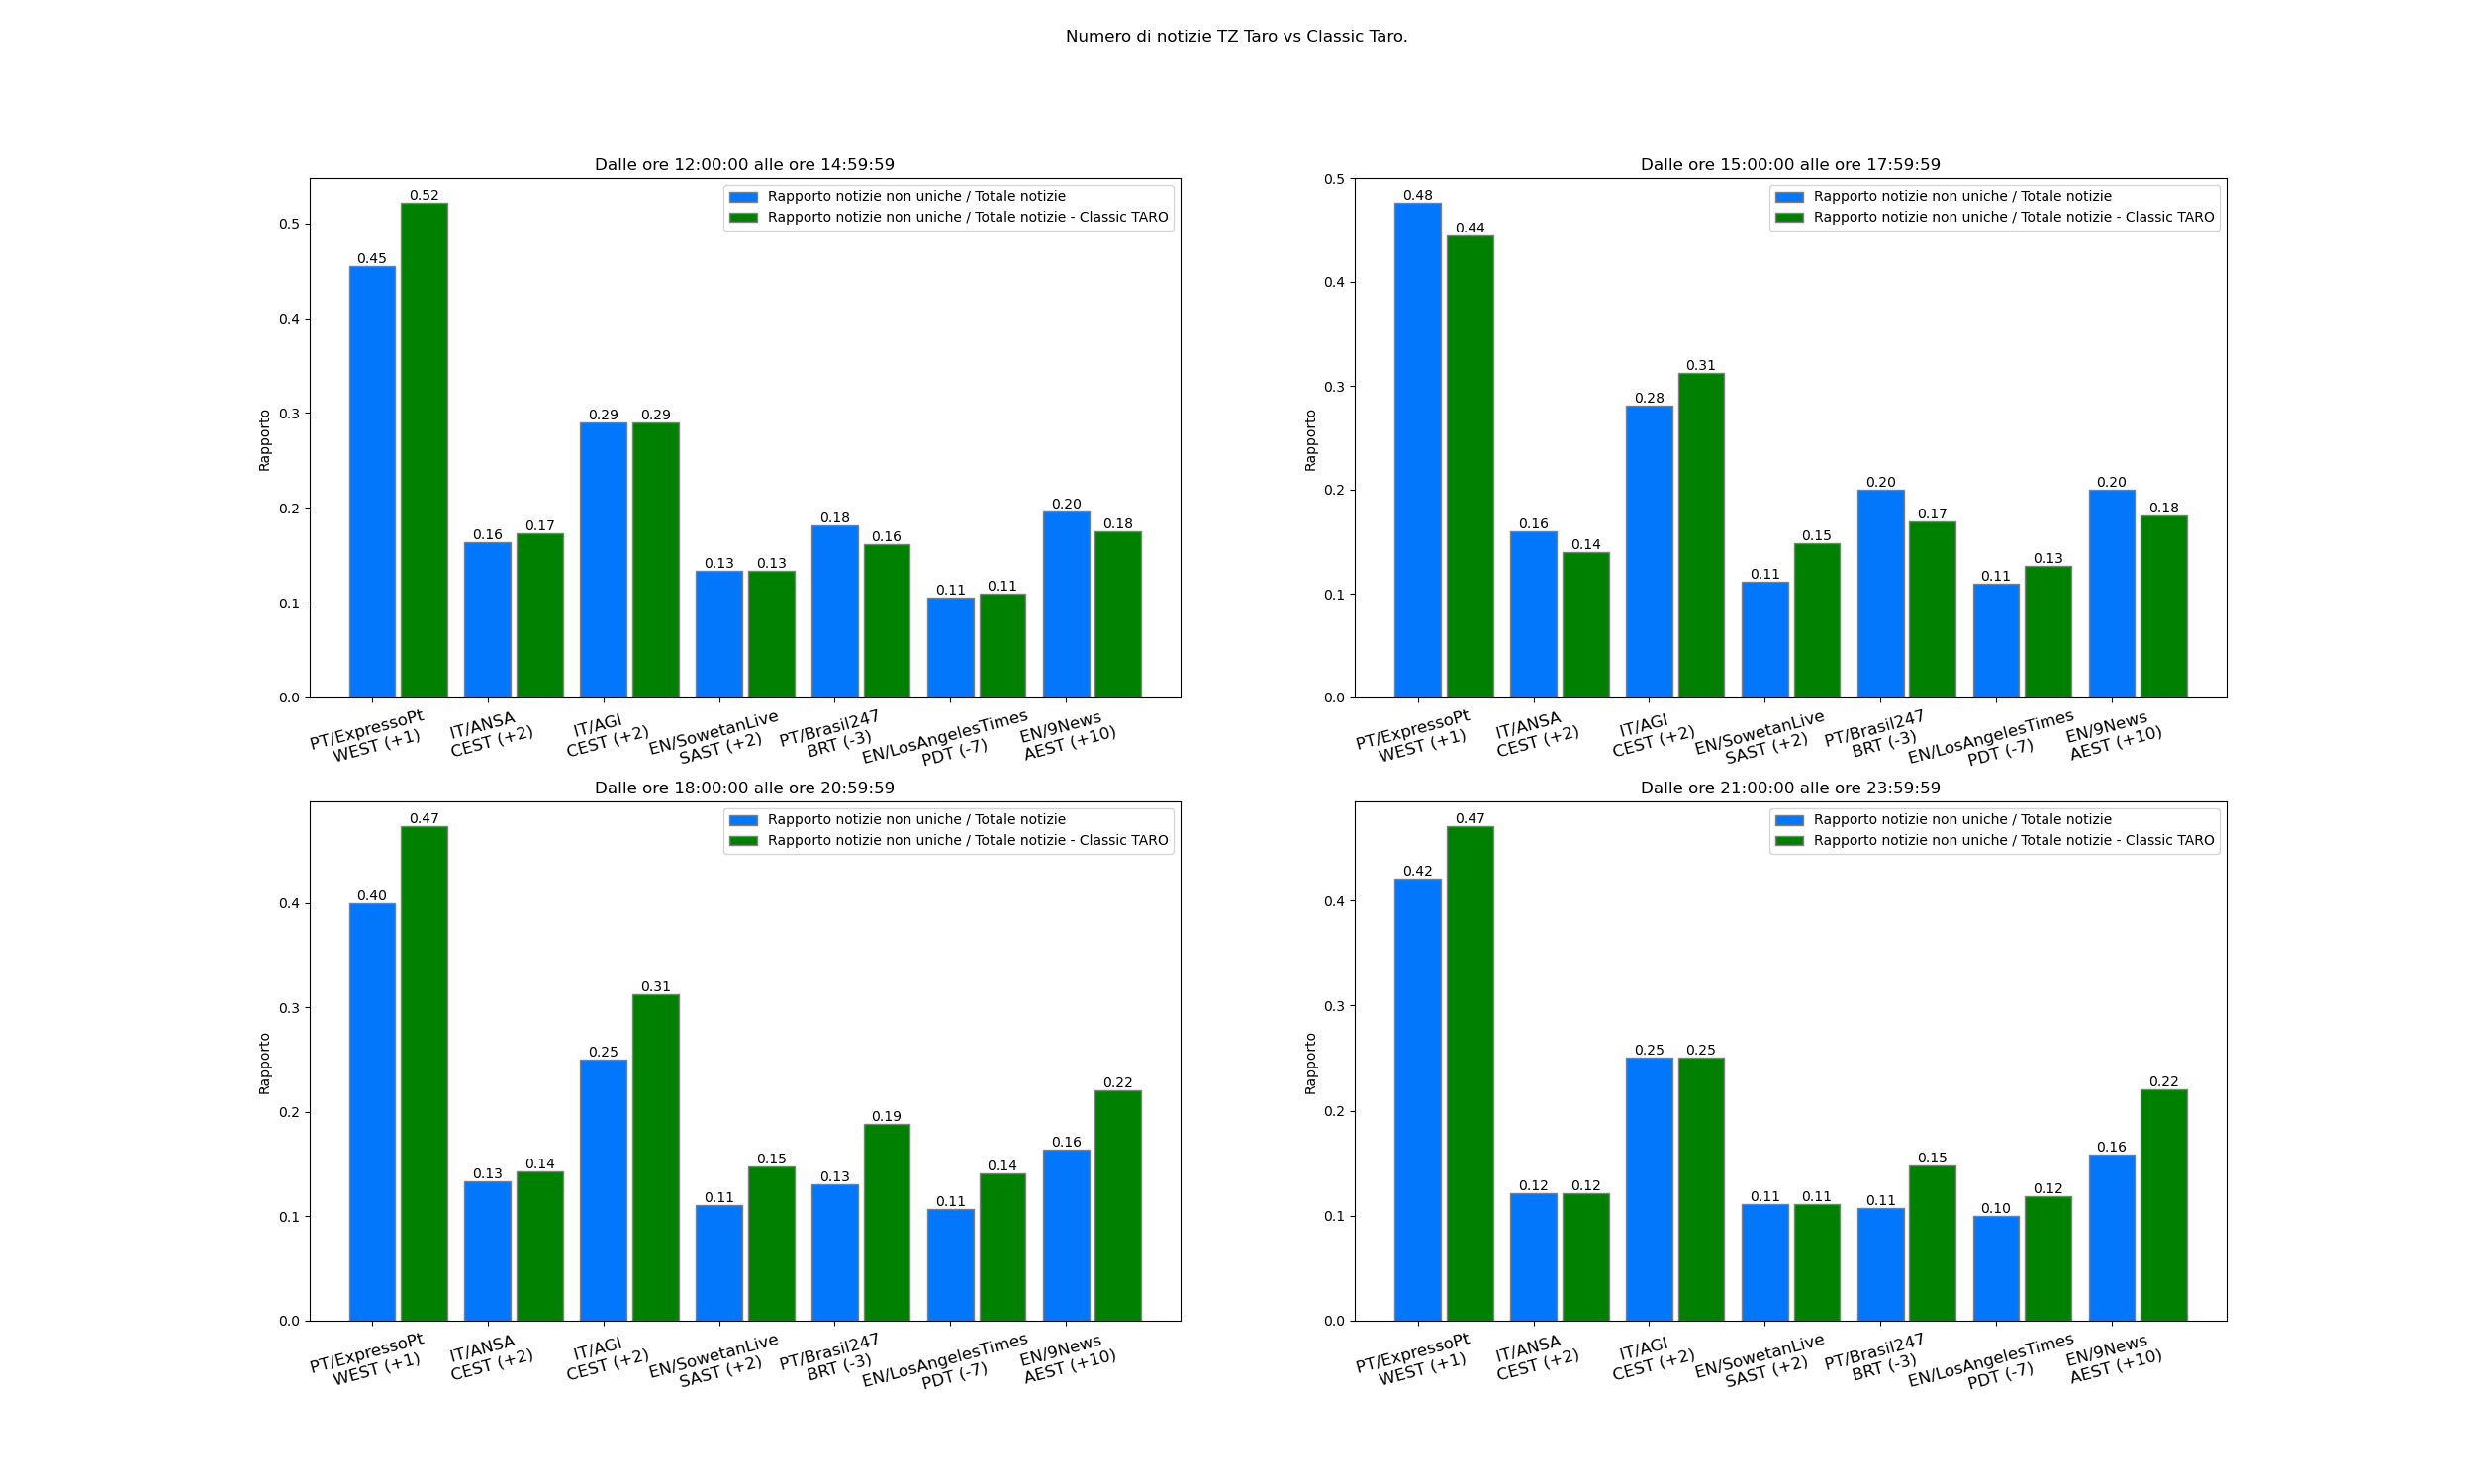 Numero di notizie TZ Taro vs Classic Taro.
Dalle ore 12:00:00 alle ore 14:59:59
Rapporto notizie non uniche / Totale notizie
Rapporto notizie non uniche / Totale notizie - Classic TARO
Rapporto
0.5
0.4
0.3
0.2
0.1
0.0
0.45
0.52
0.16
0.17
0.29
0.29
0.13
0.13
0.18
0.16
0.11
0.11
0.20
0.18
PT/ExpressoPt
WEST (+1)
IT/ANSA
CEST (+2)
IT/AGI
CEST (+2)
EN/SowetanLive
SAST (+2)
PT/Brasil247
BRT (-3)
EN/LosAngelesTimes
PDT (-7)
EN/9News
AEST (+10)
Dalle ore 15:00:00 alle ore 17:59:59
Rapporto notizie non uniche / Totale notizie
Rapporto notizie non uniche / Totale notizie - Classic TARO
Rapporto
0.5
0.4
0.3
0.2
0.1
0.0
0.48
0.44
0.16
0.14
0.28
0.31
0.11
0.15
0.20
0.17
0.11
0.13
0.20
0.18
PT/ExpressoPt
WEST (+1)
IT/ANSA
CEST (+2)
IT/AGI
CEST (+2)
EN/SowetanLive
SAST (+2)
PT/Brasil247
BRT (-3)
EN/LosAngelesTimes
PDT (-7)
EN/9News
AEST (+10)
Dalle ore 18:00:00 alle ore 20:59:59
Rapporto notizie non uniche / Totale notizie
Rapporto notizie non uniche / Totale notizie - Classic TARO
Rapporto
0.4
0.3
0.2
0.1
0.0
0.40
0.47
0.13
0.14
0.25
0.31
0.11
0.15
0.13
0.19
0.11
0.14
0.16
0.22
PT/ExpressoPt
WEST (+1)
IT/ANSA
CEST (+2)
IT/AGI
CEST (+2)
EN/SowetanLive
SAST (+2)
PT/Brasil247
BRT (-3)
EN/LosAngelesTimes
PDT (-7)
EN/9News
AEST (+10)
Dalle ore 21:00:00 alle ore 23:59:59
Rapporto notizie non uniche / Totale notizie
Rapporto notizie non uniche / Totale notizie - Classic TARO
Rapporto
0.4
0.3
0.2
0.1
0.0
0.42
0.47
0.12
0.12
0.25
0.25
0.11
0.11
0.11
0.15
0.10
0.12
0.16
0.22
PT/ExpressoPt
WEST (+1)
IT/ANSA
CEST (+2)
IT/AGI
CEST (+2)
EN/SowetanLive
SAST (+2)
PT/Brasil247
BRT (-3)
EN/LosAngelesTimes
PDT (-7)
EN/9News
AEST (+10)